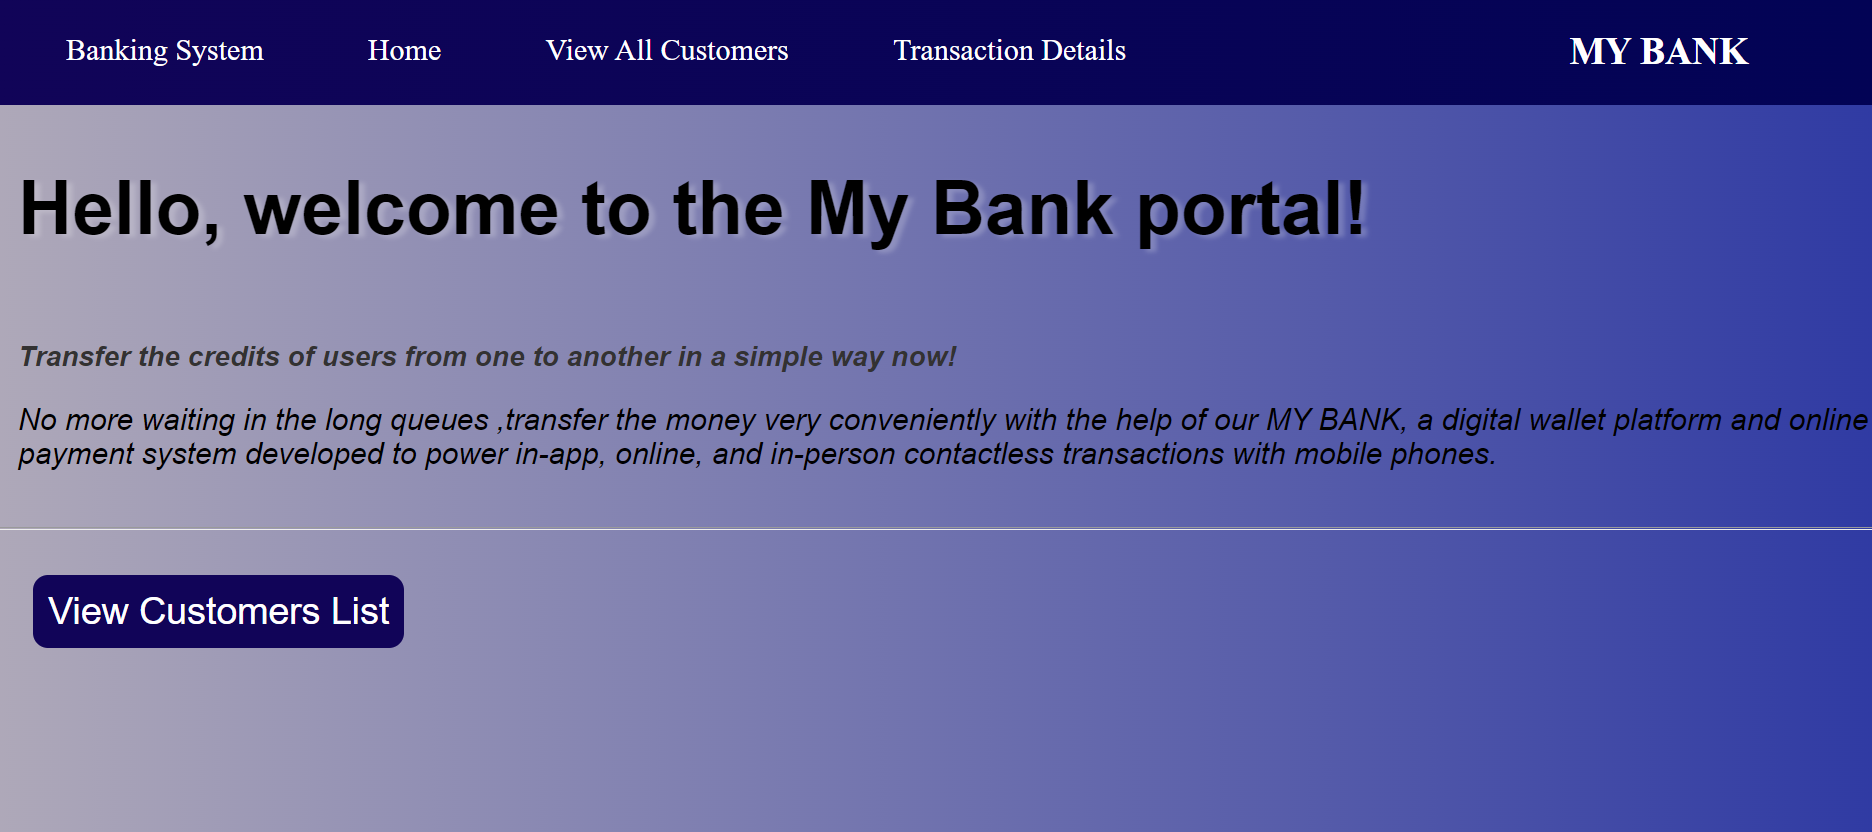 Banking System Home View All Customers Transaction Details MY BANK
Hello, welcome to the My Bank portal!
Transfer the credits of users from one to another in a simple way now!
No more waiting in the long queues ,transfer the money very conveniently with the help of our MY BANK, a digital wallet platform and online
payment system developed to power in-app, online, and in-person contactless transactions with mobile phones.
View Customers List